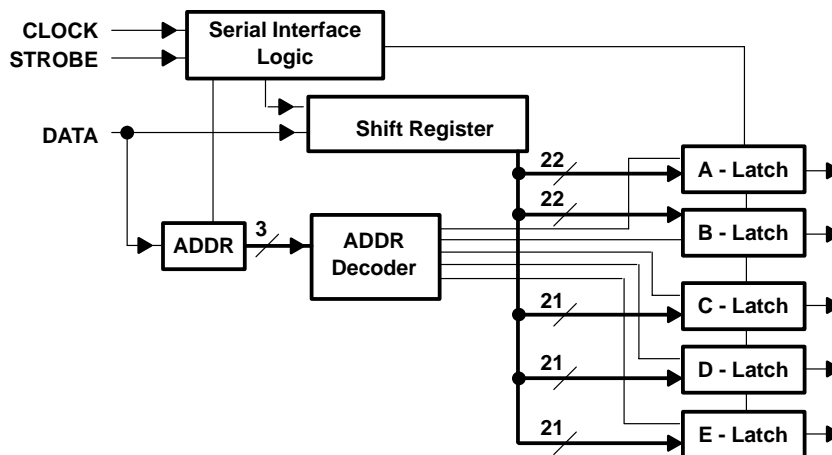 CLOCK
STROBE
Serial Interface
Logic
DATA
Shift Register
22
A - Latch
22
B - Latch
ADDR
3
ADDR
Decoder
21
C - Latch
21
D - Latch
21
E - Latch